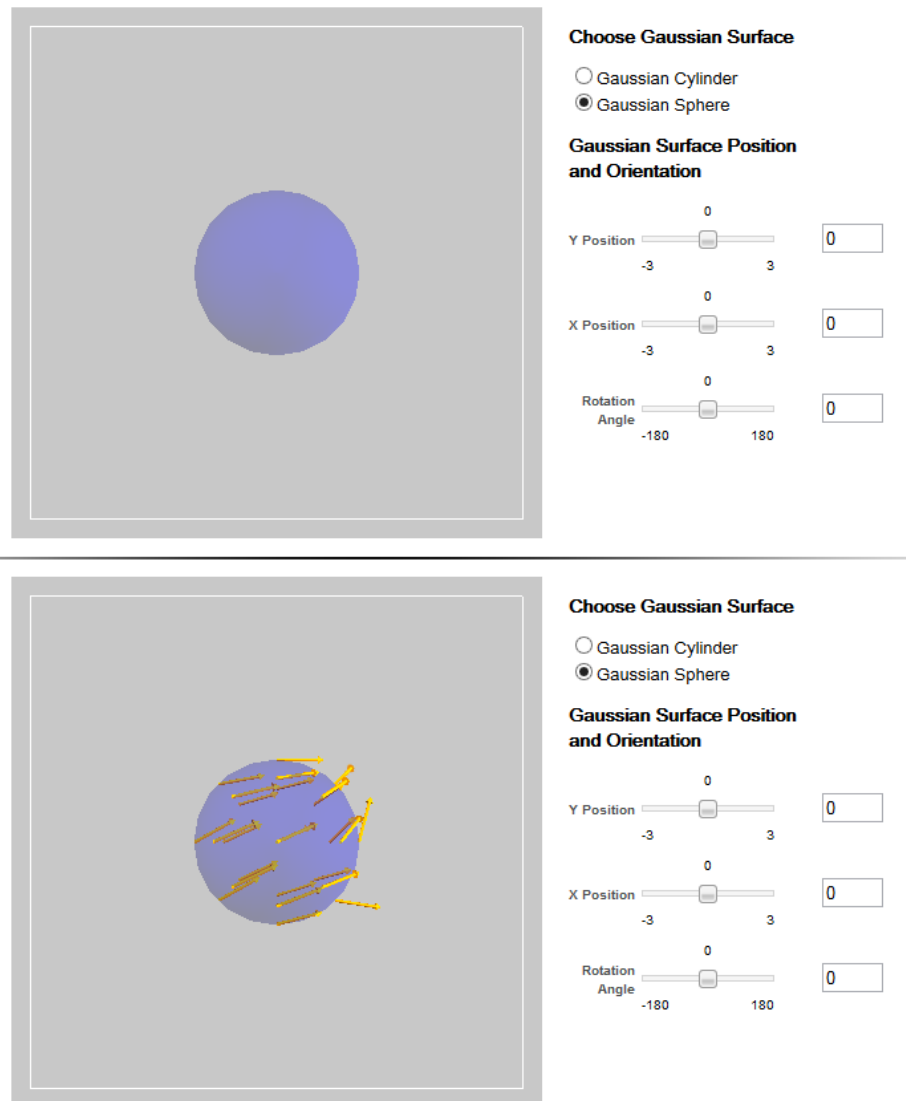 Choose Gaussian Surface
Gaussian Cylinder
Gaussian Sphere
Gaussian Surface Position
and Orientation
0
Y Position
0
-3
3
0
X Position
0
-3
3
0
Rotation
Angle
0
-180
180
Choose Gaussian Surface
Gaussian Cylinder
Gaussian Sphere
Gaussian Surface Position
and Orientation
0
Y Position
0
-3
3
0
X Position
0
-3
3
0
Rotation
Angle
0
-180
180